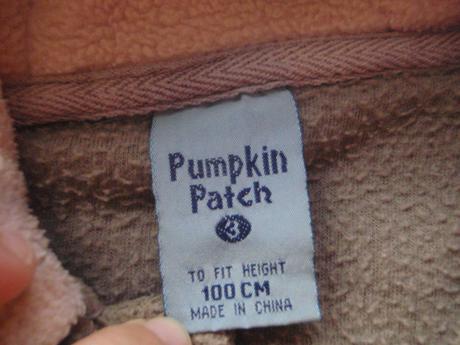 Pumpkin
Patch
3
TO FIT HEIGHT
100 CM
MADE IN CHINA